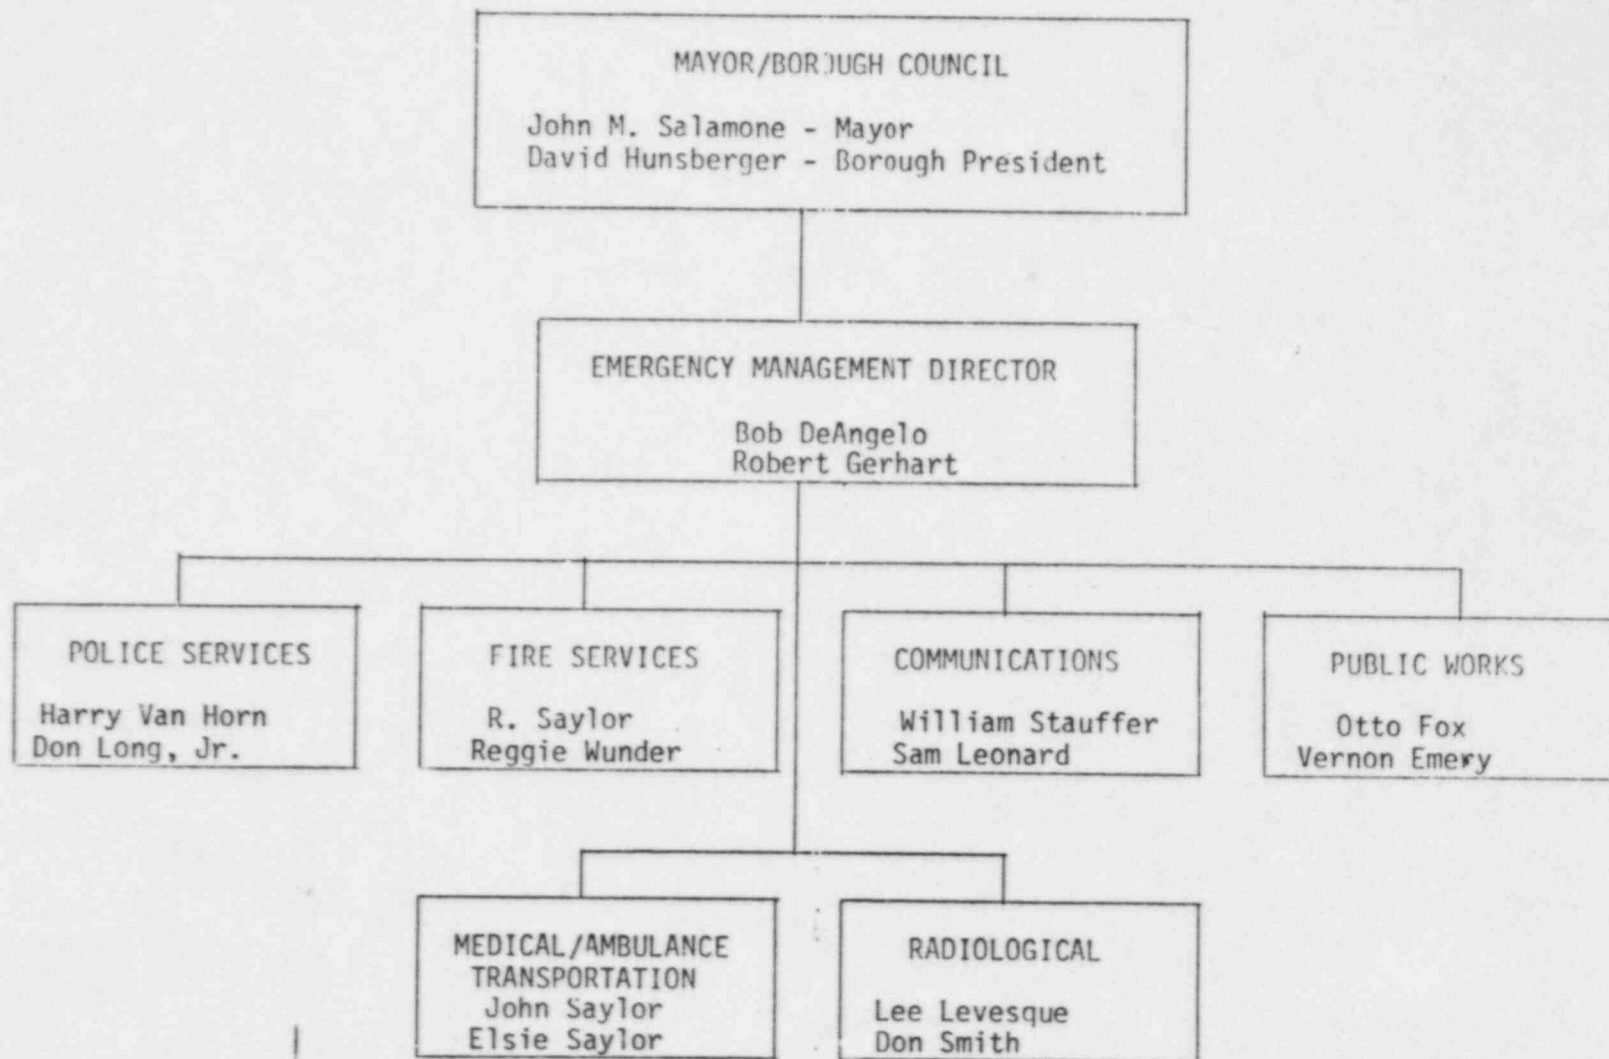 MAYOR/BOROUGH COUNCIL
John M. Salamone - Mayor
David Hunsberger - Borough President
EMERGENCY MANAGEMENT DIRECTOR
Bob DeAngelo
Robert Gerhart
POLICE SERVICES
Harry Van Horn
Don Long, Jr.
FIRE SERVICES
R. Saylor
Reggie Wunder
COMMUNICATIONS
William Stauffer
Sam Leonard
PUBLIC WORKS
Otto Fox
Vernon Emery
MEDICAL/AMBULANCE
TRANSPORTATION
John Saylor
Elsie Saylor
RADIOLOGICAL
Lee Levesque
Don Smith